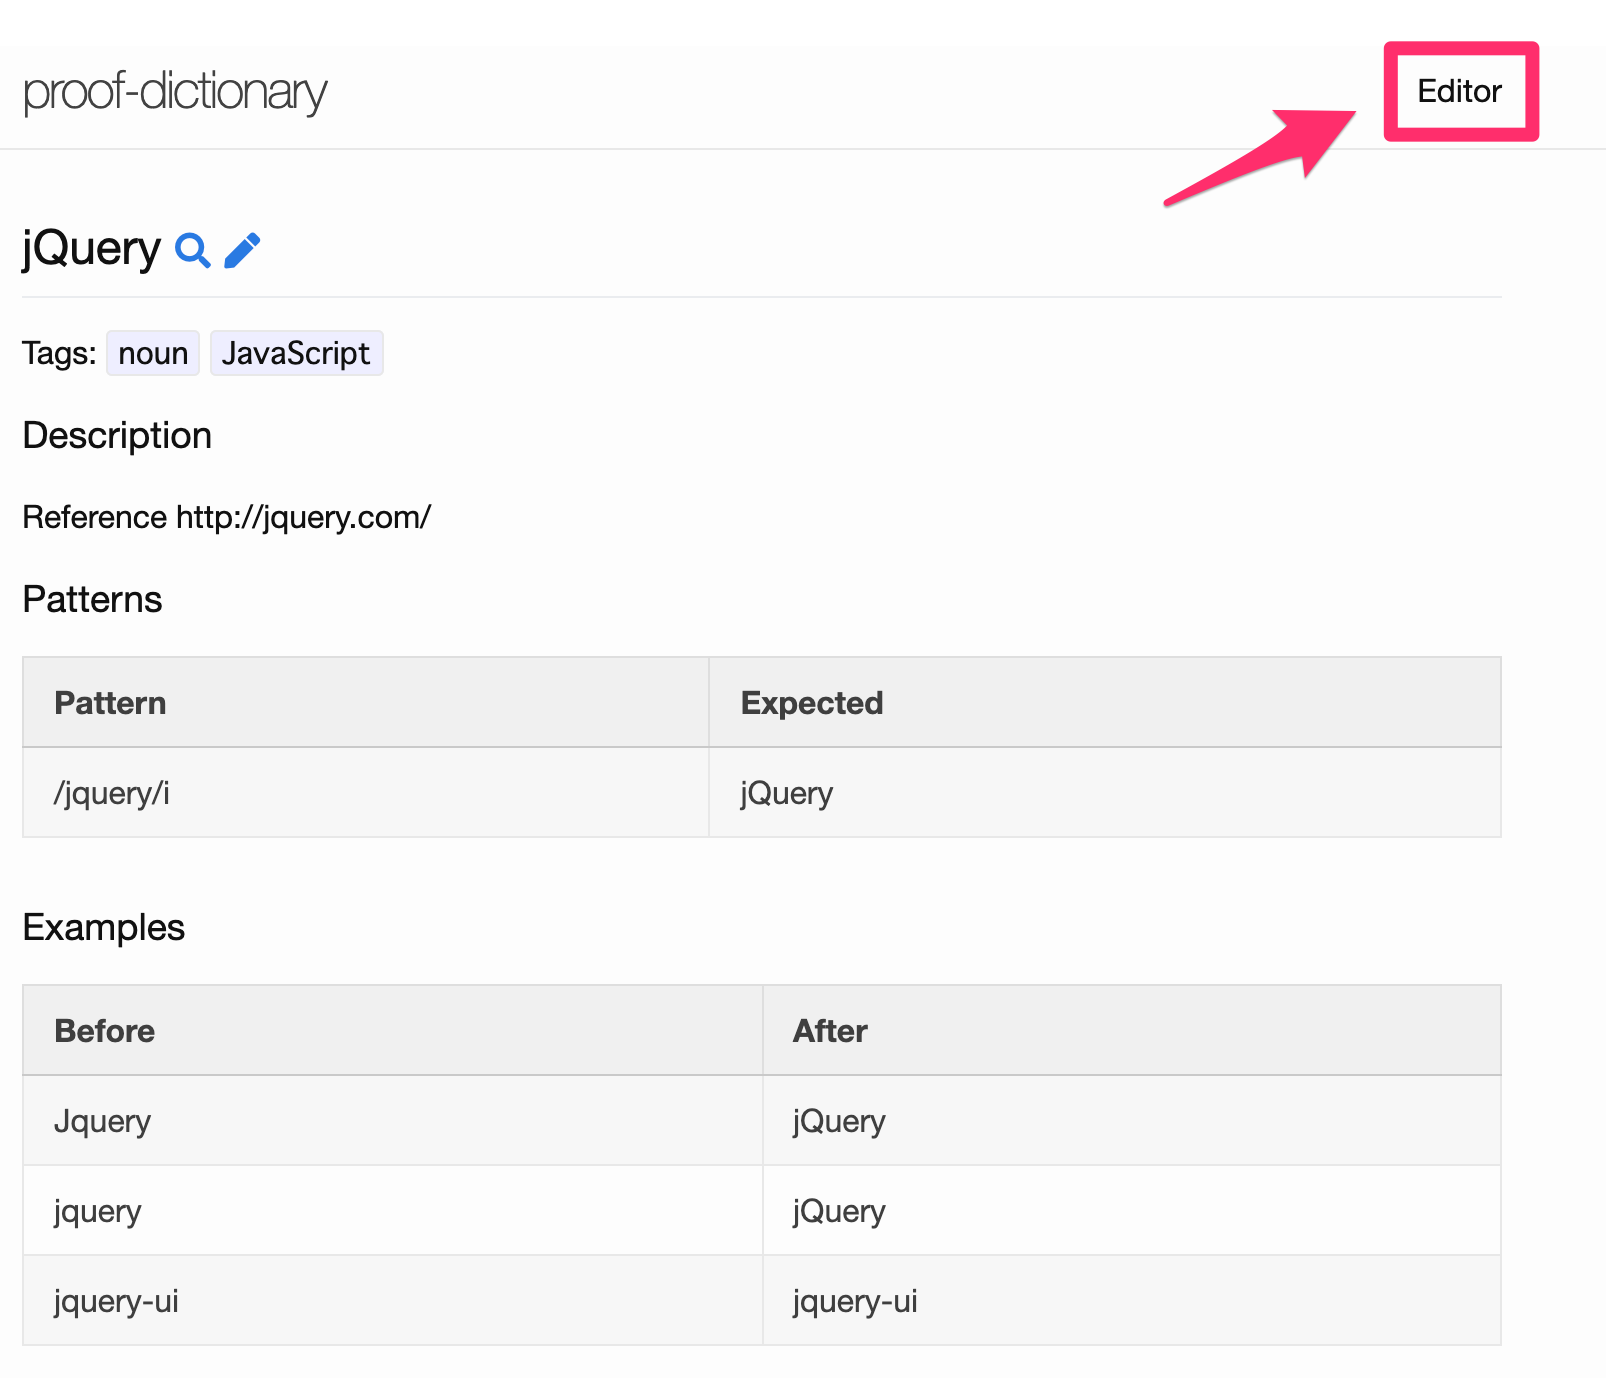 proof-dictionary Editor
jQuery
Tags: noun JavaScript
Description
Reference http://jquery.com/
Patterns
Pattern Expected
/jquery/i jQuery
Examples
Before After
Jquery jQuery
jquery jQuery
jquery-ui jquery-ui